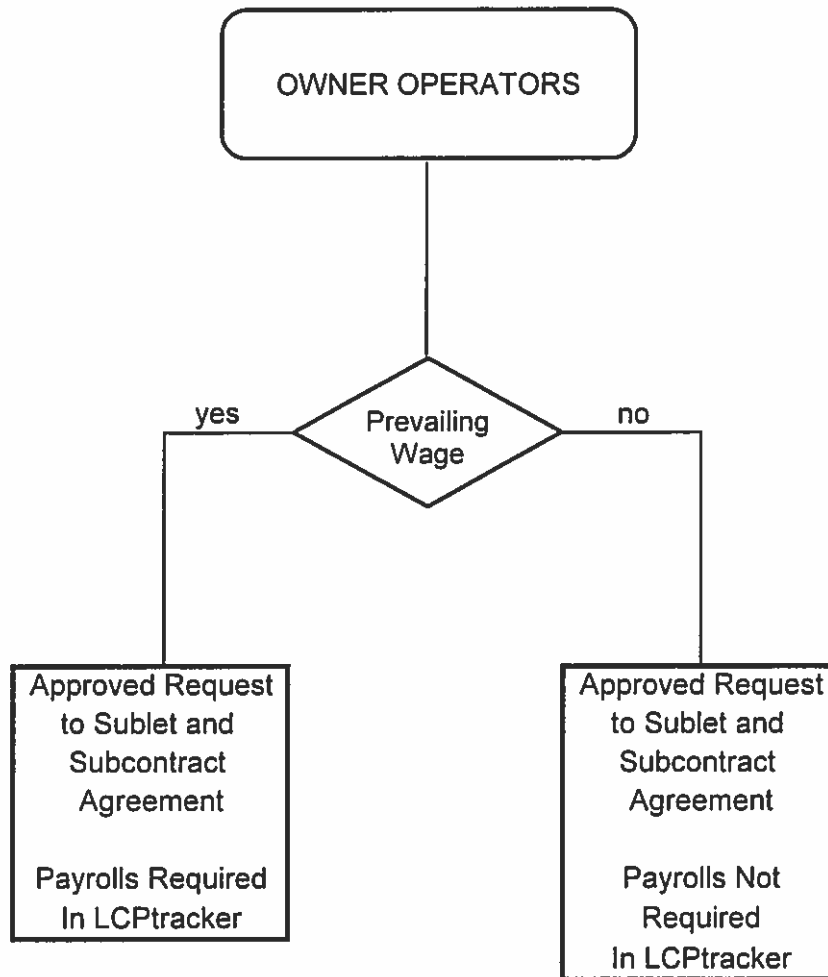 OWNER OPERATORS
yes
Prevailing
Wage
no
Approved Request
to Sublet and
Subcontract
Agreement
Payrolls Required
In LCPtracker
Approved Request
to Sublet and
Subcontract
Agreement
Payrolls Not
Required
In LCPtracker